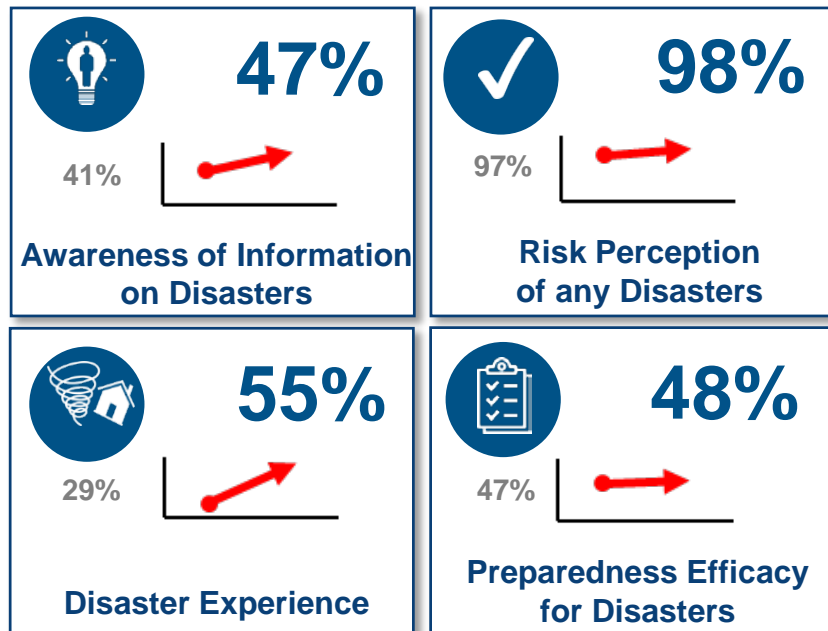 47%
41%
Awareness of Information
on Disasters
98%
97%
Risk Perception
of any Disasters
55%
29%
Disaster Experience
48%
47%
Preparedness Efficacy
for Disasters